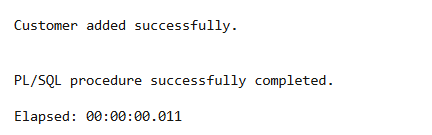 Customer added successfully.
PL/SQL procedure successfully completed.
Elapsed: 00:00:00.011